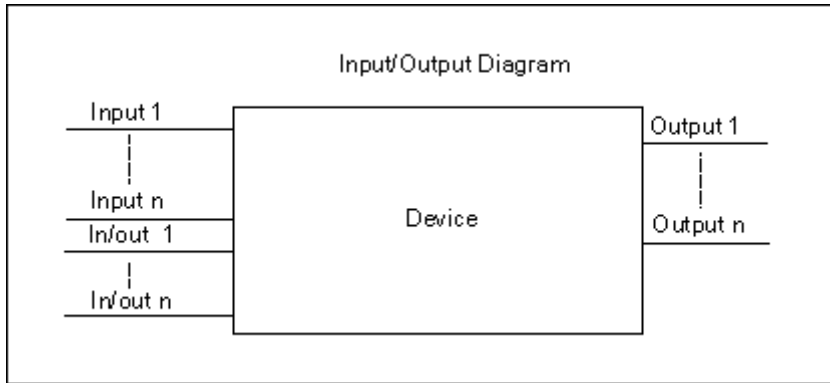 Input/Output Diagram
Input 1
Input n
In/out 1
In/out n
Device
Output 1
Output n